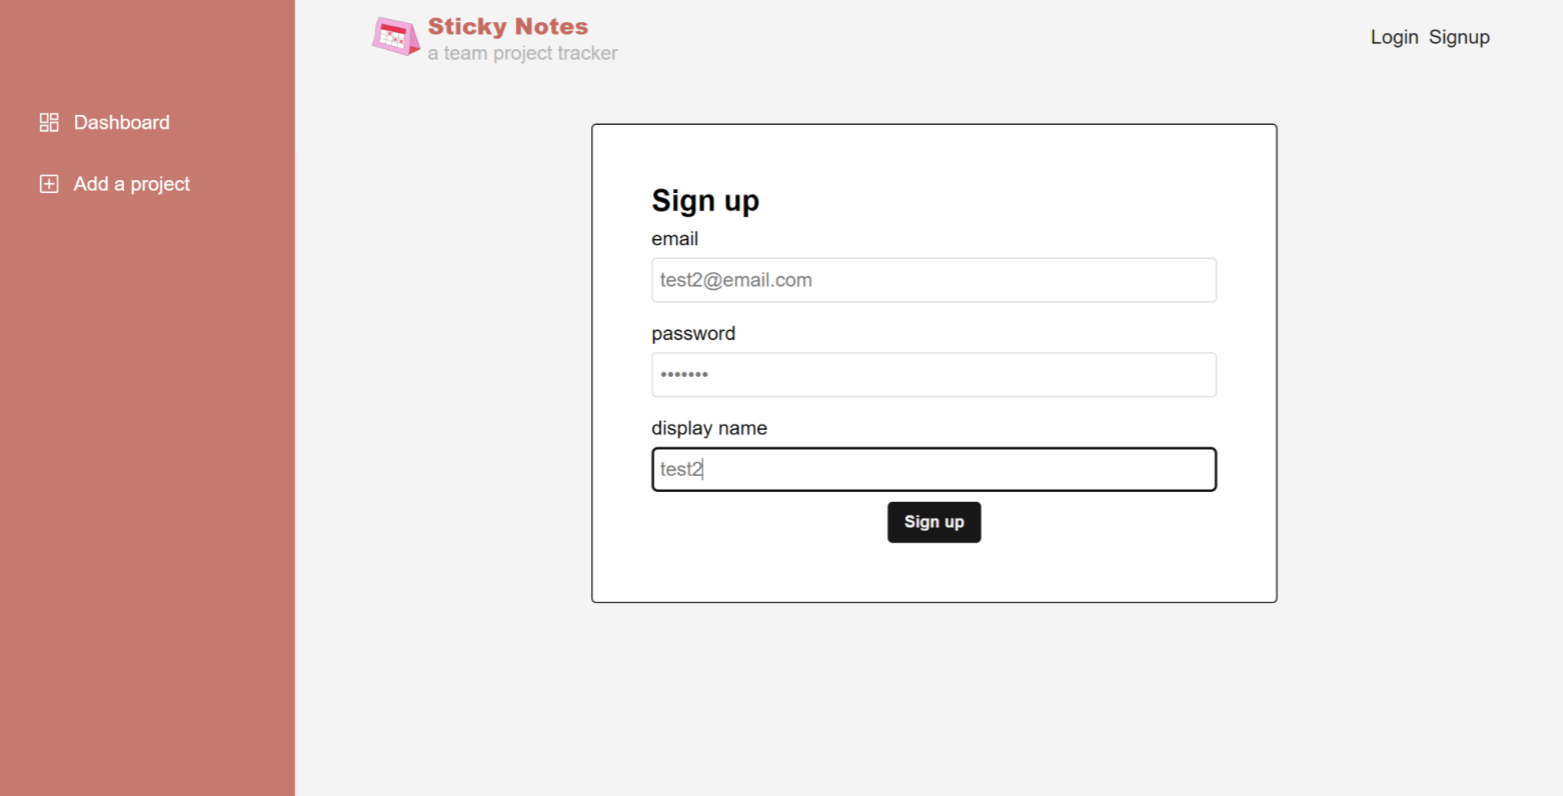 Sticky Notes
a team project tracker
Login Signup
Dashboard
Add a project
Sign up
email
test2@email.com
password
•••••••
display name
test2
Sign up